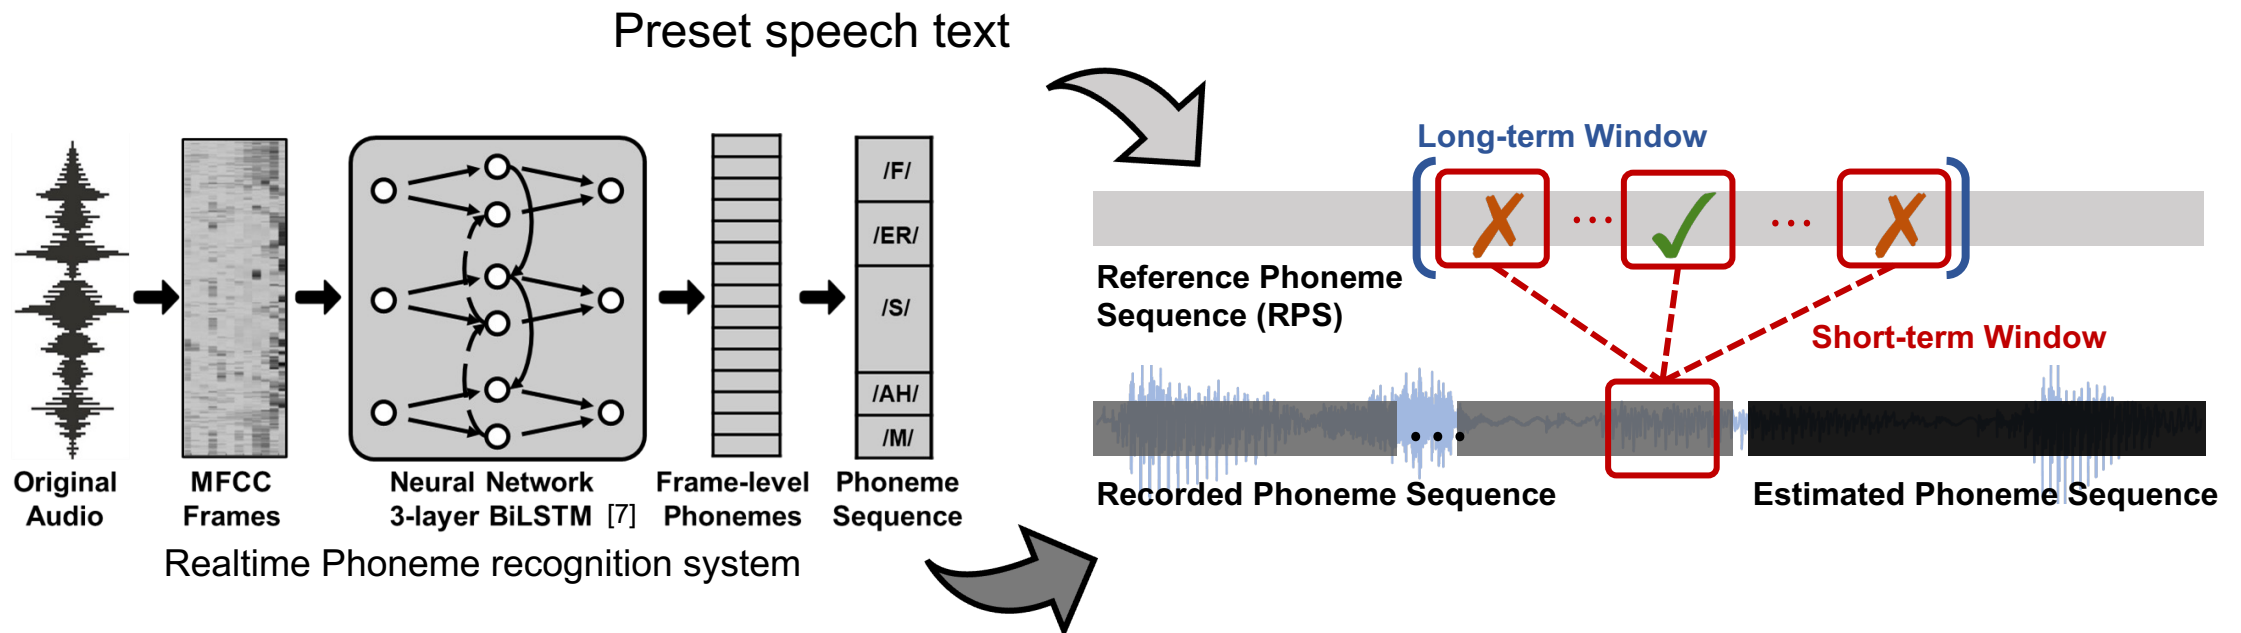 Preset speech text
/F/
/ER/
/S/
/AH/
/M/
Original
Audio
MFCC
Frames
Neural Network
3-layer BiLSTM [7]
Frame-level
Phonemes
Phoneme
Sequence
Realtime Phoneme recognition system
Long-term Window
✗ ... ✓ ... ✗
Reference Phoneme
Sequence (RPS)
Short-term Window
...
Recorded Phoneme Sequence
Estimated Phoneme Sequence